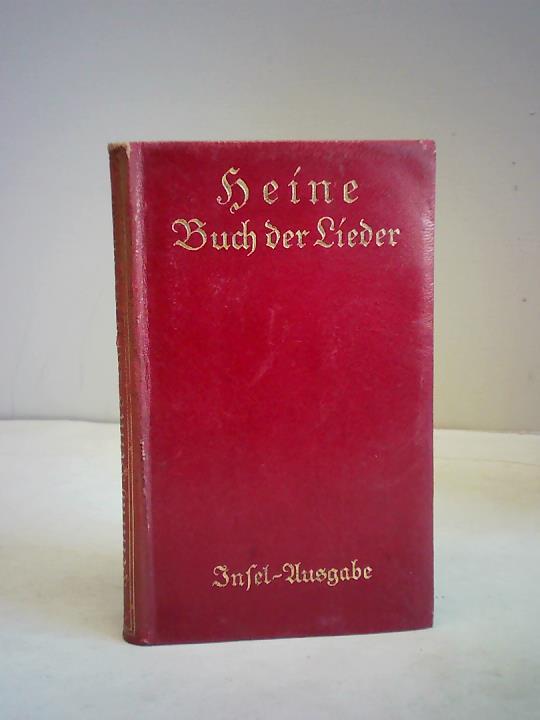 Heine
Buch der Lieder
Inſel-Ausgabe